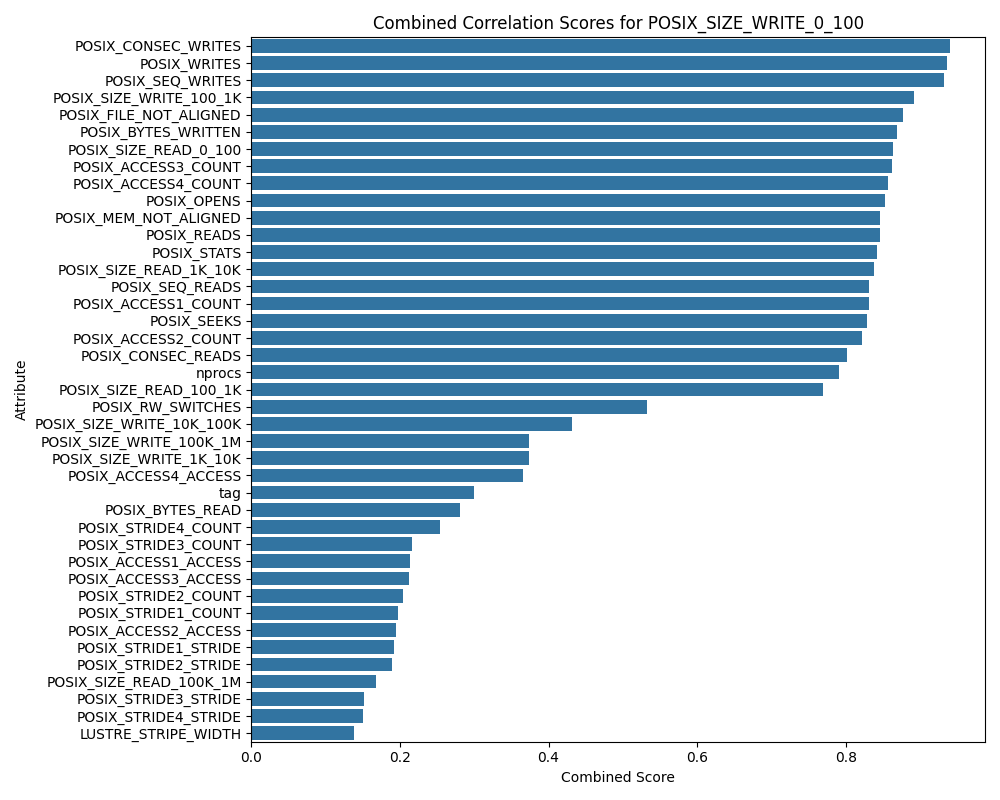 Combined Correlation Scores for POSIX_SIZE_WRITE_0_100
POSIX_CONSEC_WRITES
POSIX_WRITES
POSIX_SEQ_WRITES
POSIX_SIZE_WRITE_100_1K
POSIX_FILE_NOT_ALIGNED
POSIX_BYTES_WRITTEN
POSIX_SIZE_READ_0_100
POSIX_ACCESS3_COUNT
POSIX_ACCESS4_COUNT
POSIX_OPENS
POSIX_MEM_NOT_ALIGNED
POSIX_READS
POSIX_STATS
POSIX_SIZE_READ_1K_10K
POSIX_SEQ_READS
POSIX_ACCESS1_COUNT
POSIX_SEEKS
POSIX_ACCESS2_COUNT
POSIX_CONSEC_READS
nprocs
POSIX_SIZE_READ_100_1K
POSIX_RW_SWITCHES
POSIX_SIZE_WRITE_10K_100K
POSIX_SIZE_WRITE_100K_1M
POSIX_SIZE_WRITE_1K_10K
POSIX_ACCESS4_ACCESS
tag
POSIX_BYTES_READ
POSIX_STRIDE4_COUNT
POSIX_STRIDE3_COUNT
POSIX_ACCESS1_ACCESS
POSIX_ACCESS3_ACCESS
POSIX_STRIDE2_COUNT
POSIX_STRIDE1_COUNT
POSIX_ACCESS2_ACCESS
POSIX_STRIDE1_STRIDE
POSIX_STRIDE2_STRIDE
POSIX_SIZE_READ_100K_1M
POSIX_STRIDE3_STRIDE
POSIX_STRIDE4_STRIDE
LUSTRE_STRIPE_WIDTH
Attribute
0.0 0.2 0.4 0.6 0.8
Combined Score